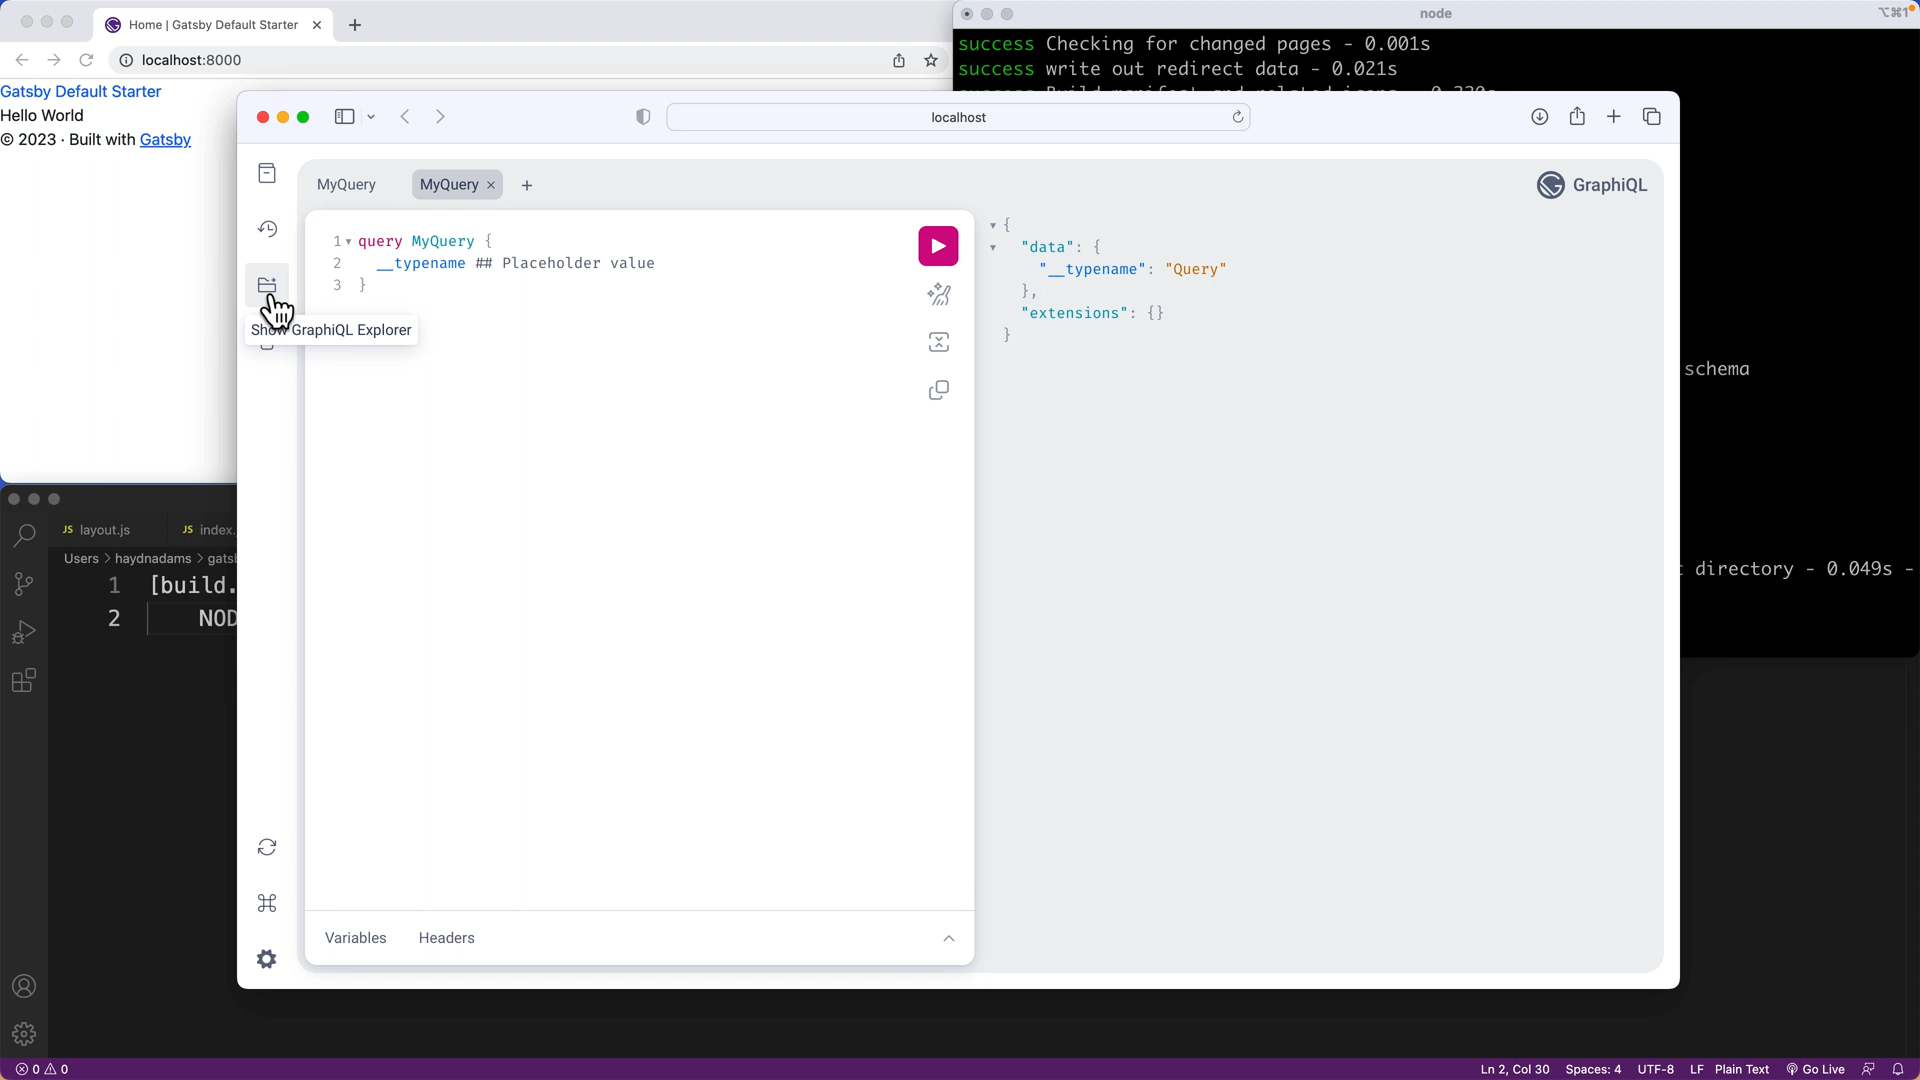 Home | Gatsby Default Starter
localhost:8000
Gatsby Default Starter
Hello World
© 2023 · Built with Gatsby
node
⌥⌘1
success Checking for changed pages - 0.001s
success write out redirect data - 0.021s
localhost
MyQuery
MyQuery
GraphiQL
1 query MyQuery {
2 __typename ## Placeholder value
3 }
{
"data": {
"__typename": "Query"
},
"extensions": {}
}
Show GraphiQL Explorer
schema
directory - 0.049s -
JS layout.js
JS index.
Users > haydnadams > gats
1 [build.
2 NOD
Variables
Headers
0 0
Ln 2, Col 30
Spaces: 4
UTF-8
LF
Plain Text
Go Live